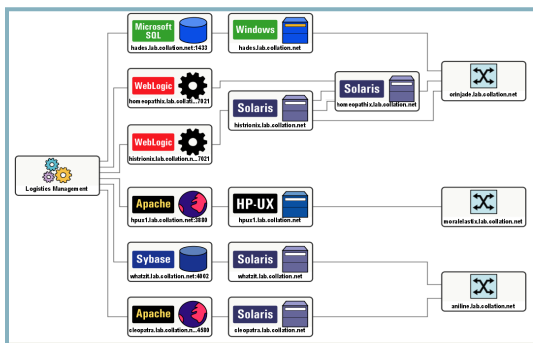 Microsoft
SQL
hades.lab.collation.net:1433
Windows
hades.lab.collation.net
WebLogic
homeopathix.lab.collati...7021
Solaris
homeopathix.lab.collation.net
orinjade.lab.collation.net
Solaris
histrionix.lab.collation.net
WebLogic
histrionix.lab.collation.n...7021
Logistics Management
Apache
hpux1.lab.collation.net:3880
HP-UX
hpux1.lab.collation.net
moralelastix.lab.collation.net
Sybase
whatzit.lab.collation.net:4002
Solaris
whatzit.lab.collation.net
aniline.lab.collation.net
Apache
cleopatra.lab.collation.n...4500
Solaris
cleopatra.lab.collation.net